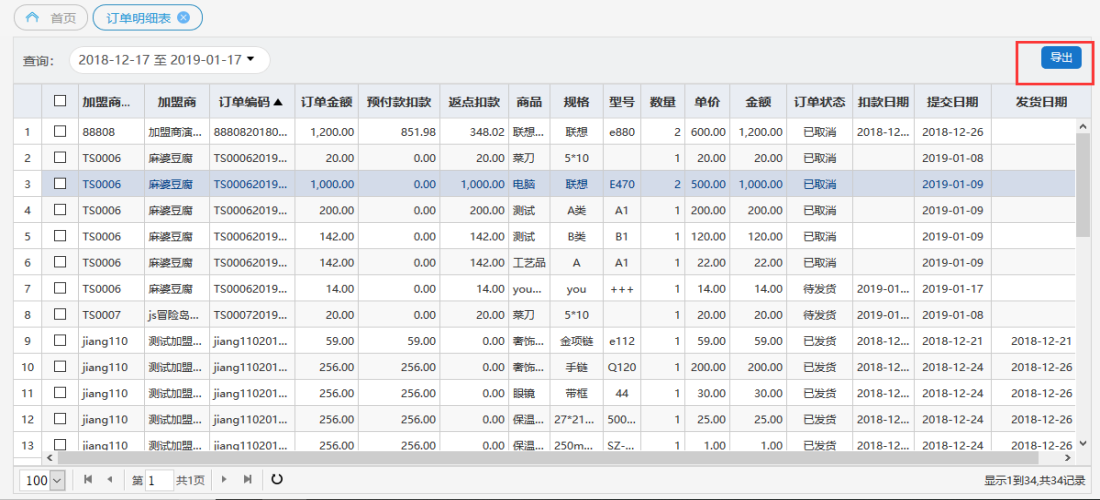 首页 订单明细表
查询: 2018-12-17 至 2019-01-17 导出
加盟商... 加盟商 订单编码 订单金额 预付款扣款 返点扣款 商品 规格 型号 数量 单价 金额 订单状态 扣款日期 提交日期 发货日期
1 88808 加盟商演... 8880820180... 1,200.00 851.98 348.02 联想... 联想 e880 2 600.00 1,200.00 已取消 2018-12... 2018-12-26
2 TS0006 麻婆豆腐 TS00062019... 20.00 0.00 20.00 菜刀 5*10 1 20.00 20.00 已取消 2019-01-08
3 TS0006 麻婆豆腐 TS00062019... 1,000.00 0.00 1,000.00 电脑 联想 E470 2 500.00 1,000.00 已取消 2019-01-09
4 TS0006 麻婆豆腐 TS00062019... 200.00 0.00 200.00 测试 A类 A1 1 200.00 200.00 已取消 2019-01-09
5 TS0006 麻婆豆腐 TS00062019... 142.00 0.00 142.00 测试 B类 B1 1 120.00 120.00 已取消 2019-01-09
6 TS0006 麻婆豆腐 TS00062019... 142.00 0.00 142.00 工艺品 A A1 1 22.00 22.00 已取消 2019-01-09
7 TS0006 麻婆豆腐 TS00062019... 14.00 0.00 14.00 you... you +++ 1 14.00 14.00 待发货 2019-01... 2019-01-17
8 TS0007 js冒险岛... TS00072019... 20.00 0.00 20.00 菜刀 5*10 1 20.00 20.00 待发货 2019-01... 2019-01-08
9 jiang110 测试加盟... jiang110201... 59.00 59.00 0.00 奢饰... 金项链 e112 1 59.00 59.00 已发货 2018-12... 2018-12-21 2018-12-21
10 jiang110 测试加盟... jiang110201... 256.00 256.00 0.00 奢饰... 手链 Q120 1 200.00 200.00 已发货 2018-12... 2018-12-24 2018-12-26
11 jiang110 测试加盟... jiang110201... 256.00 256.00 0.00 眼镜 带框 44 1 30.00 30.00 已发货 2018-12... 2018-12-24 2018-12-26
12 jiang110 测试加盟... jiang110201... 256.00 256.00 0.00 保温... 27*21... 500... 1 25.00 25.00 已发货 2018-12... 2018-12-24 2018-12-26
13 jiang110 测试加盟... jiang110201... 256.00 256.00 0.00 保温... 250m... SZ-... 1 1.00 1.00 已发货 2018-12... 2018-12-24 2018-12-26
100 第 1 共1页 显示1到34,共34记录